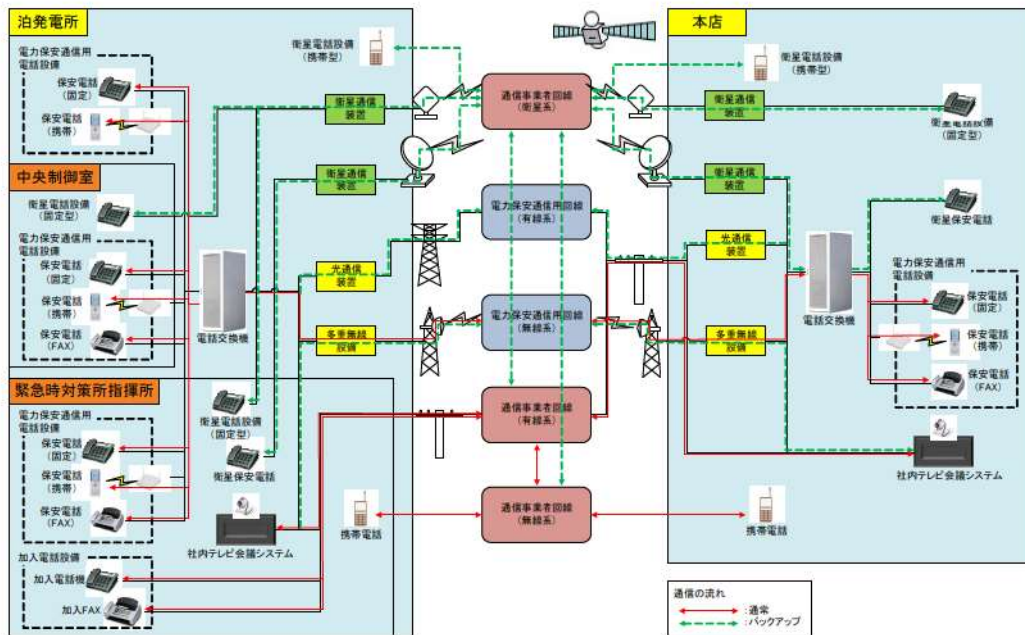 泊発電所
電力保安通信用
電話設備
保安電話
(固定)
保安電話
(携帯)
中央制御室
衛星電話設備
(固定型)
電力保安通信用
電話設備
保安電話
(固定)
保安電話
(携帯)
保安電話
(FAX)
電話交換機
緊急時対策所指揮所
電力保安通信用
電話設備
保安電話
(固定)
保安電話
(携帯)
保安電話
(FAX)
加入電話設備
加入電話機
加入FAX
衛星電話設備
(携帯型)
衛星通信
装置
衛星通信
装置
光通信
装置
多重無線
設備
衛星電話設備
(固定型)
衛星保安電話
社内テレビ会議システム
携帯電話
通信事業者回線
(衛星系)
電力保安通信用回線
(有線系)
電力保安通信用回線
(無線系)
通信事業者回線
(有線系)
通信事業者回線
(無線系)
本店
衛星電話設備
(携帯型)
衛星通信
装置
衛星電話設備
(固定型)
衛星通信
装置
衛星保安電話
光通信
装置
電話交換機
多重無線
設備
電力保安通信用
電話設備
保安電話
(固定)
保安電話
(携帯)
保安電話
(FAX)
社内テレビ会議システム
携帯電話
通信の流れ
:通常
:バックアップ